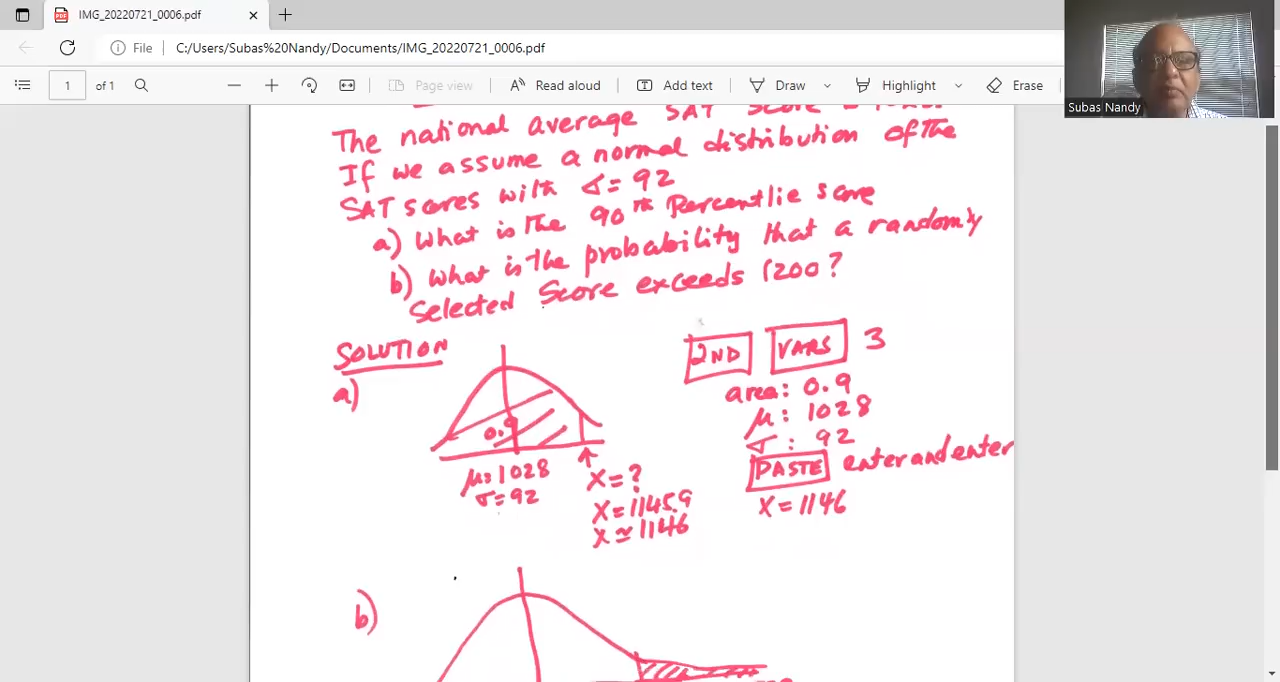 IMG_20220721_0006.pdf
File
C:/Users/Subas%20Nandy/Documents/IMG_20220721_0006.pdf
1 of 1
Page view
Read aloud
Add text
Draw
Highlight
Erase
Subas Nandy
The national average SAT Score
If we assume a normal distribution of the
SAT scores with σ = 92
a) What is the 90th Percentlie score
b) What is the probability that a randomly
Selected Score exceeds 1200?
SOLUTION
a)
0.9
μ=1028
σ=92
X=?
X=1145.9
X≃1146
2ND VARS 3
area: 0.9
μ: 1028
σ: 92
PASTE enter and enter
X=1146
b)